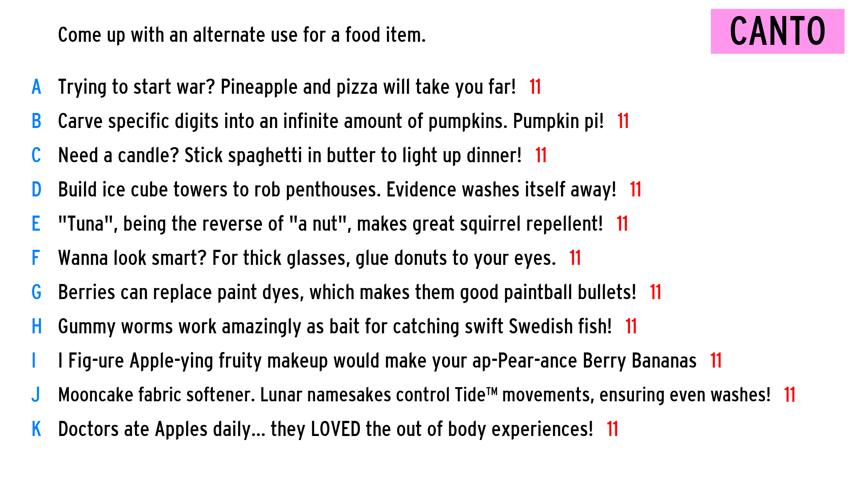 Come up with an alternate use for a food item.
CANTO
A Trying to start war? Pineapple and pizza will take you far! 11
B Carve specific digits into an infinite amount of pumpkins. Pumpkin pi! 11
C Need a candle? Stick spaghetti in butter to light up dinner! 11
D Build ice cube towers to rob penthouses. Evidence washes itself away! 11
E "Tuna", being the reverse of "a nut", makes great squirrel repellent! 11
F Wanna look smart? For thick glasses, glue donuts to your eyes. 11
G Berries can replace paint dyes, which makes them good paintball bullets! 11
H Gummy worms work amazingly as bait for catching swift Swedish fish! 11
I I Fig-ure Apple-ying fruity makeup would make your ap-Pear-ance Berry Bananas 11
J Mooncake fabric softener. Lunar namesakes control Tide™ movements, ensuring even washes! 11
K Doctors ate Apples daily... they LOVED the out of body experiences! 11